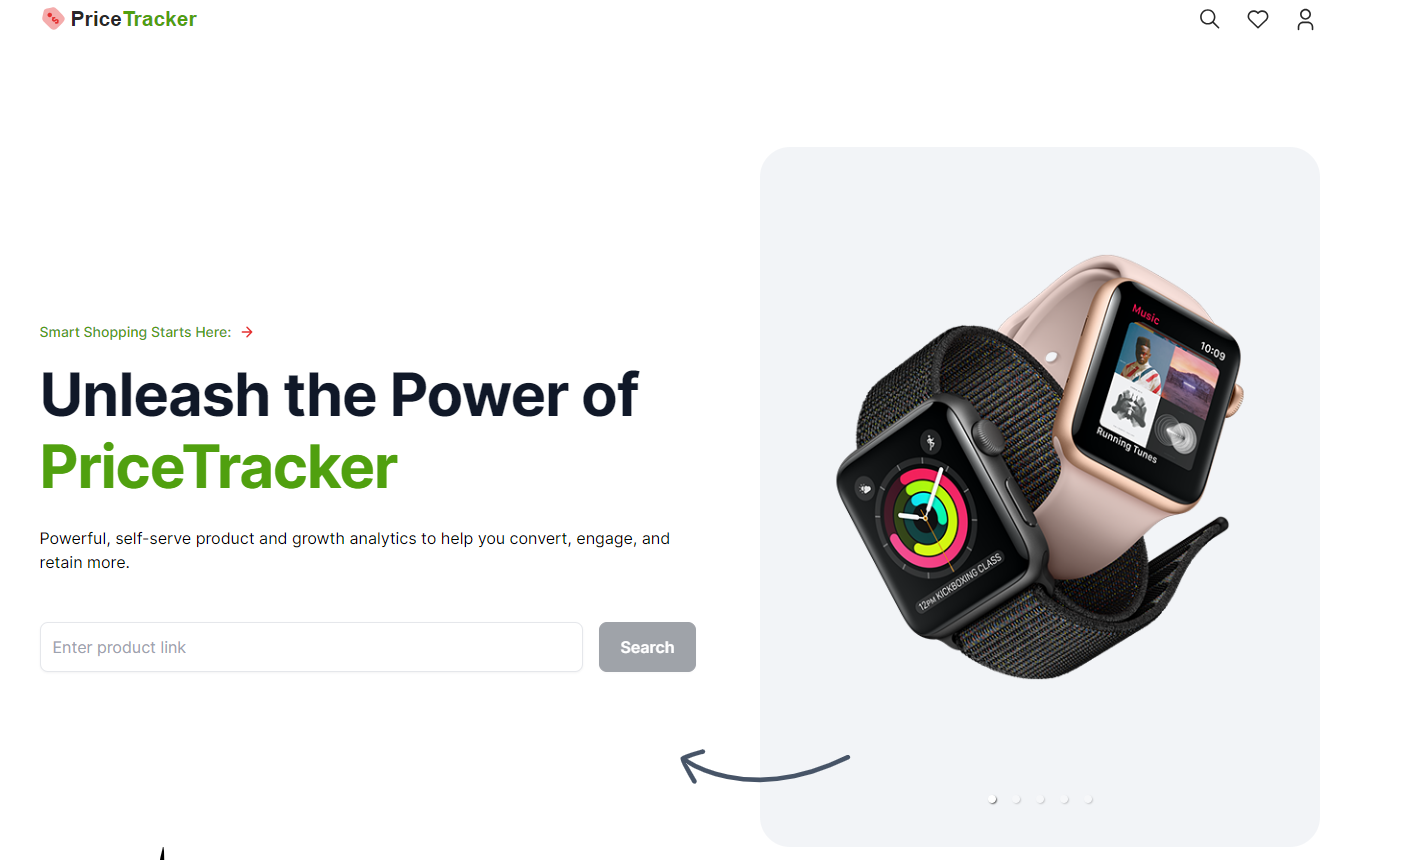 PriceTracker
Smart Shopping Starts Here:
Unleash the Power of
PriceTracker
Powerful, self-serve product and growth analytics to help you convert, engage, and
retain more.
Enter product link
Search
Music
10:09
Running Tunes
12PM KICKBOXING CLASS